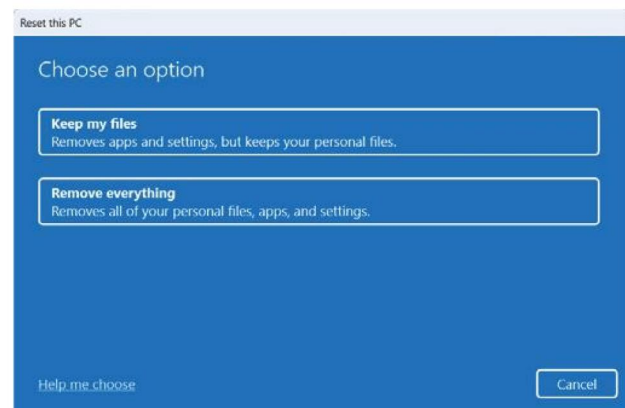 Reset this PC
Choose an option
Keep my files
Removes apps and settings, but keeps your personal files.
Remove everything
Removes all of your personal files, apps, and settings.
Help me choose
Cancel